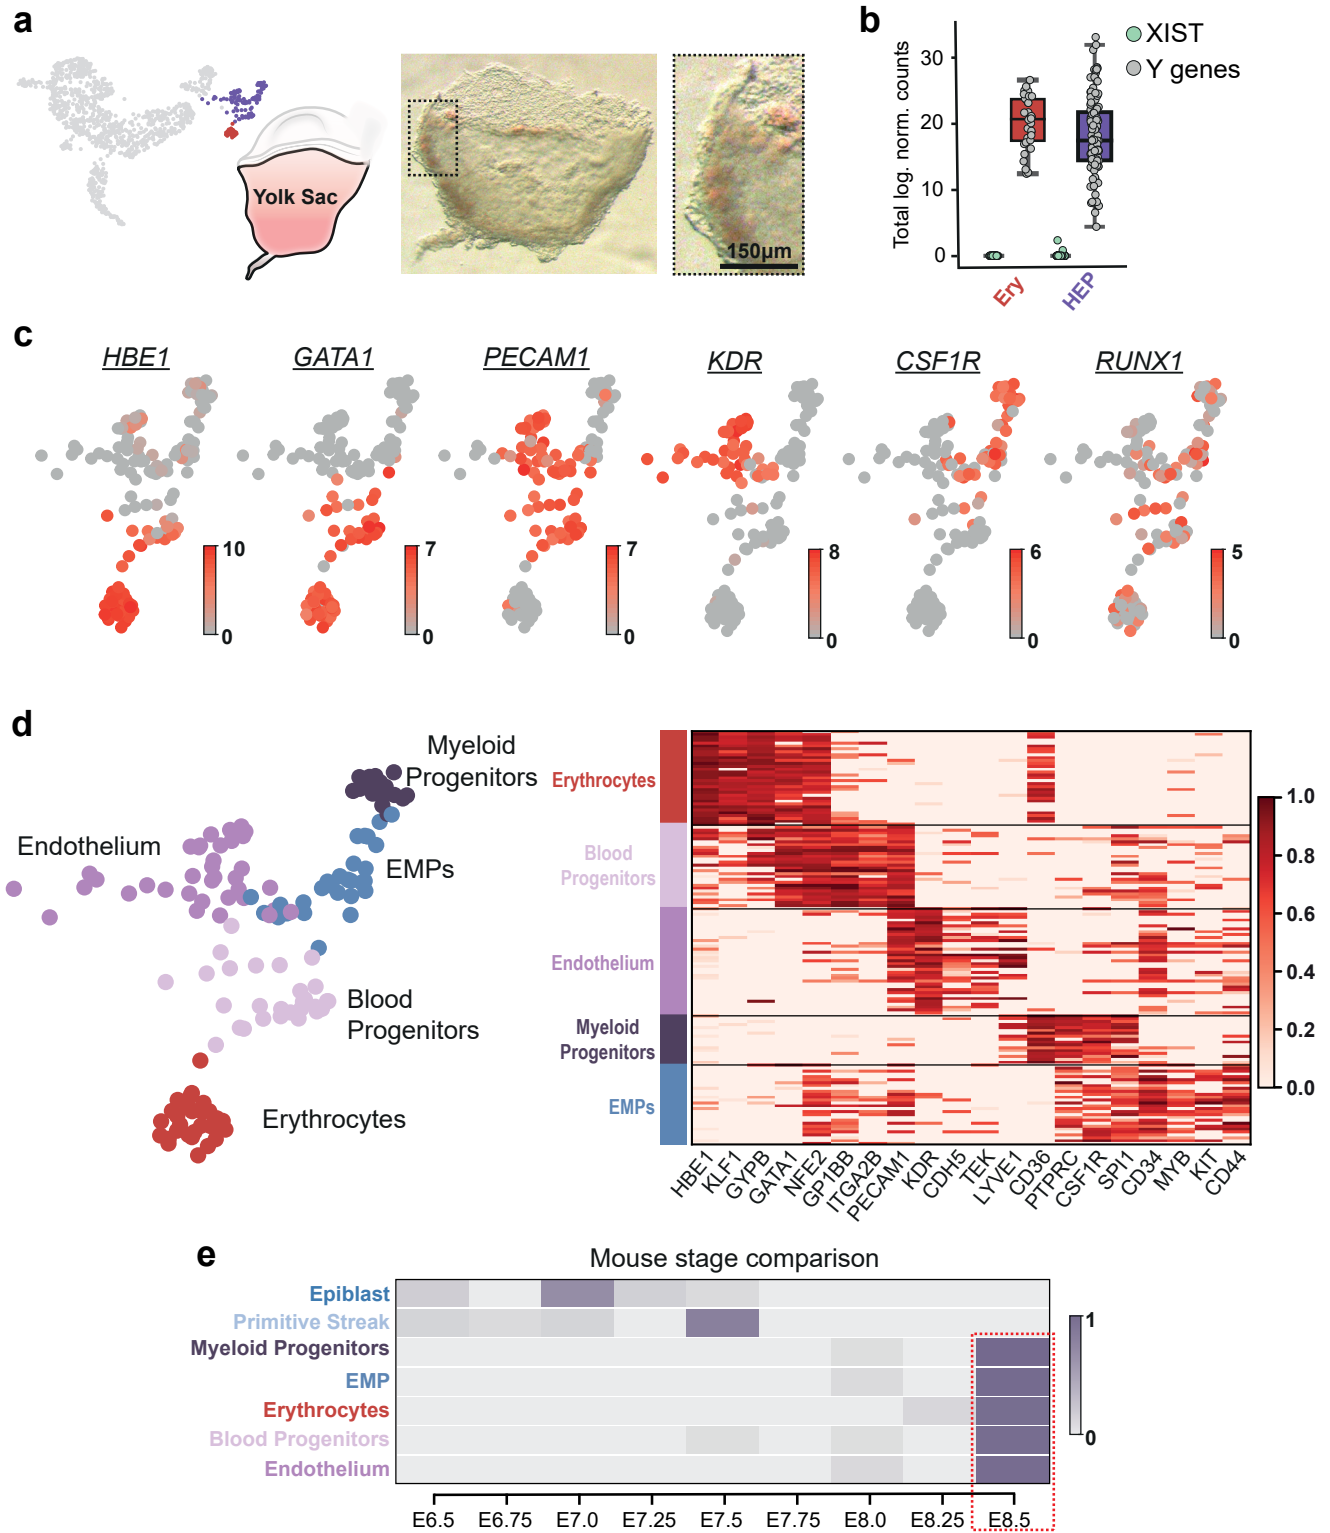 a
Yolk Sac
150µm
b
XIST
Y genes
Total log. norm. counts
30
20
10
0
Ery
HEP
c
HBE1
GATA1
PECAM1
KDR
CSF1R
RUNX1
10
0
7
0
7
0
8
0
6
0
5
0
d
Myeloid
Progenitors
Endothelium
EMPs
Blood
Progenitors
Erythrocytes
Erythrocytes
Blood
Progenitors
Endothelium
Myeloid
Progenitors
EMPs
1.0
0.8
0.6
0.4
0.2
0.0
HBE1
KLF1
GYPB
GATA1
NFE2
GP1BB
ITGA2B
PECAM1
KDR
CDH5
TEK
LYVE1
CD36
PTPRC
CSF1R
SPI1
CD34
MYB
KIT
CD44
e
Mouse stage comparison
Epiblast
Primitive Streak
Myeloid Progenitors
EMP
Erythrocytes
Blood Progenitors
Endothelium
1
0
E6.5 E6.75 E7.0 E7.25 E7.5 E7.75 E8.0 E8.25 E8.5